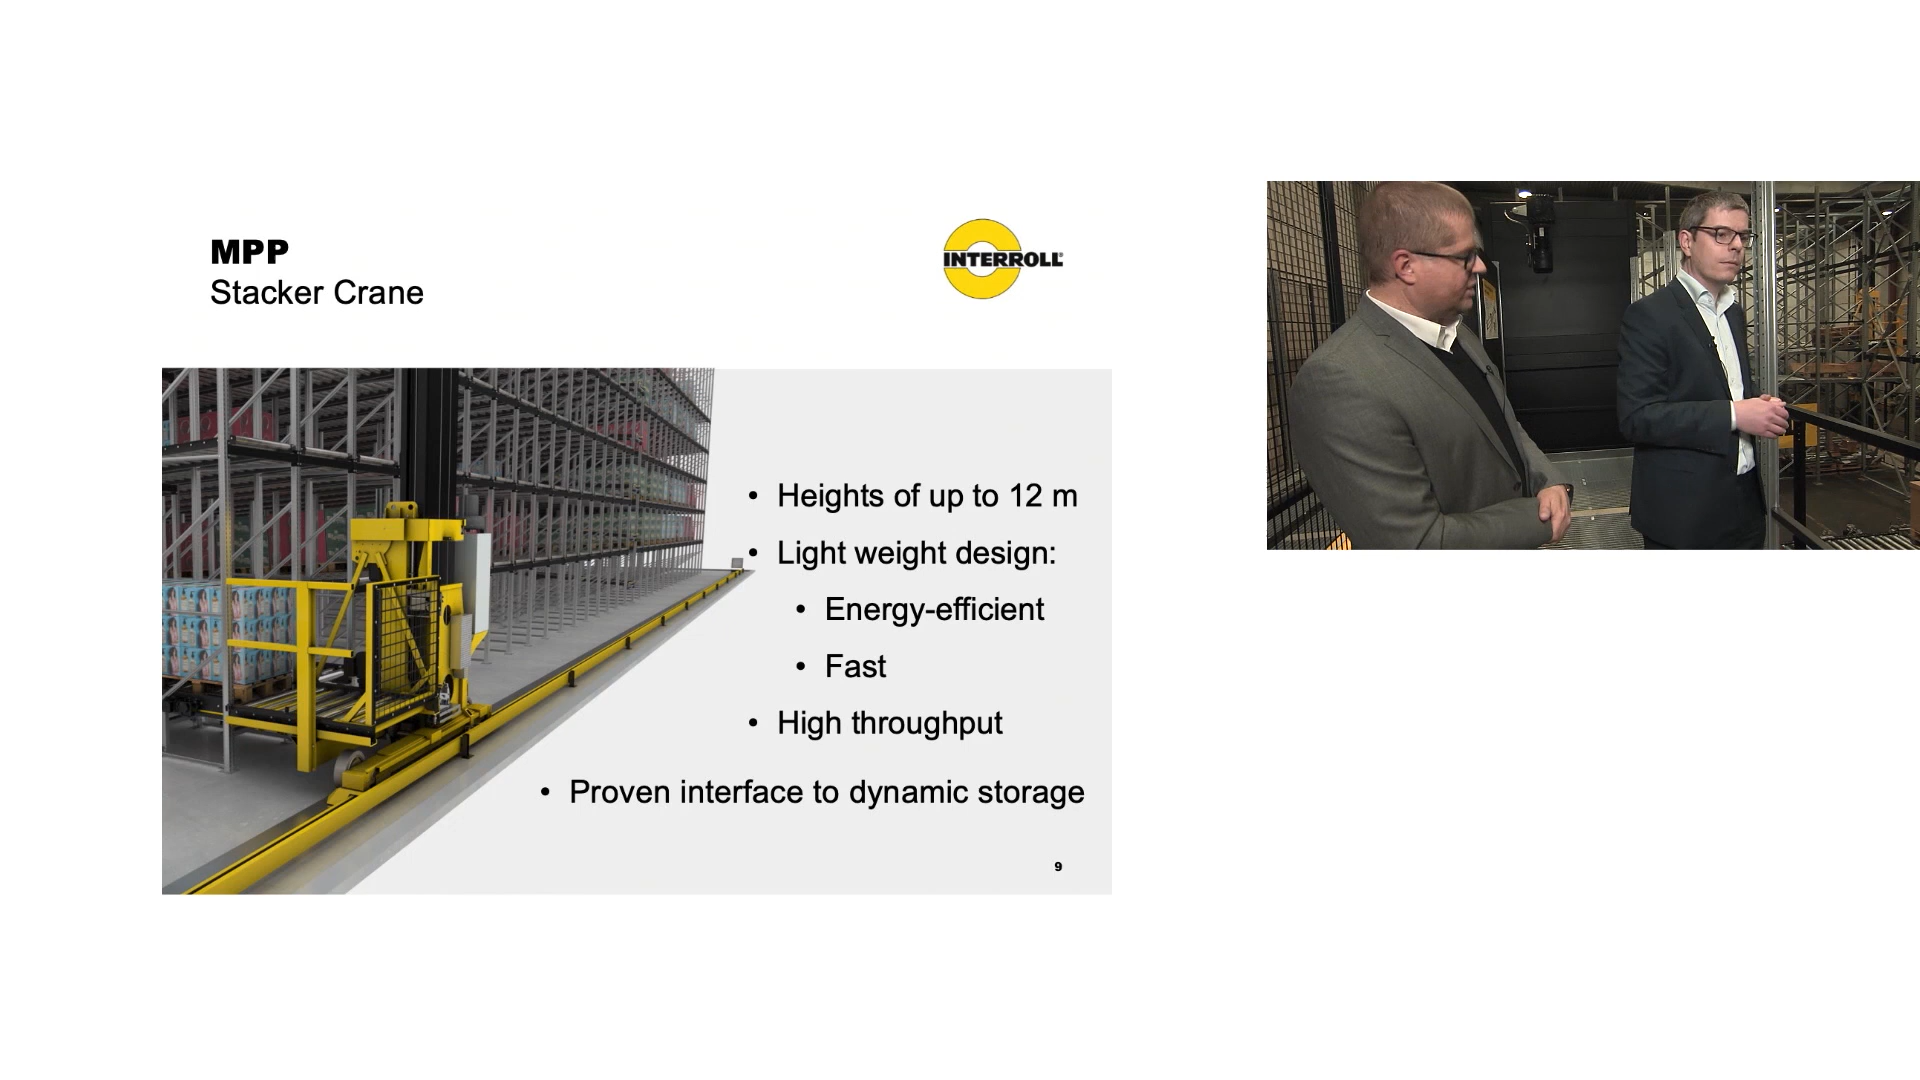 MPP
Stacker Crane
INTERROLL
• Heights of up to 12 m
• Light weight design:
• Energy-efficient
• Fast
• High throughput
• Proven interface to dynamic storage
9